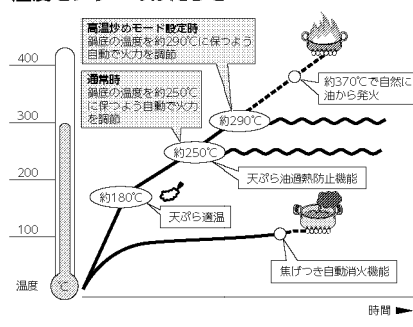 高温炒めモード設定時
鍋底の温度を約290℃に保つよう
自動で火力を調節
通常時
鍋底の温度を約250℃
に保つよう自動で火力
を調節
400
300
200
100
温度
℃
約370℃で自然に
油から発火
約290℃
約250℃
天ぷら油過熱防止機能
約180℃
天ぷら適温
焦げつき自動消火機能
時間